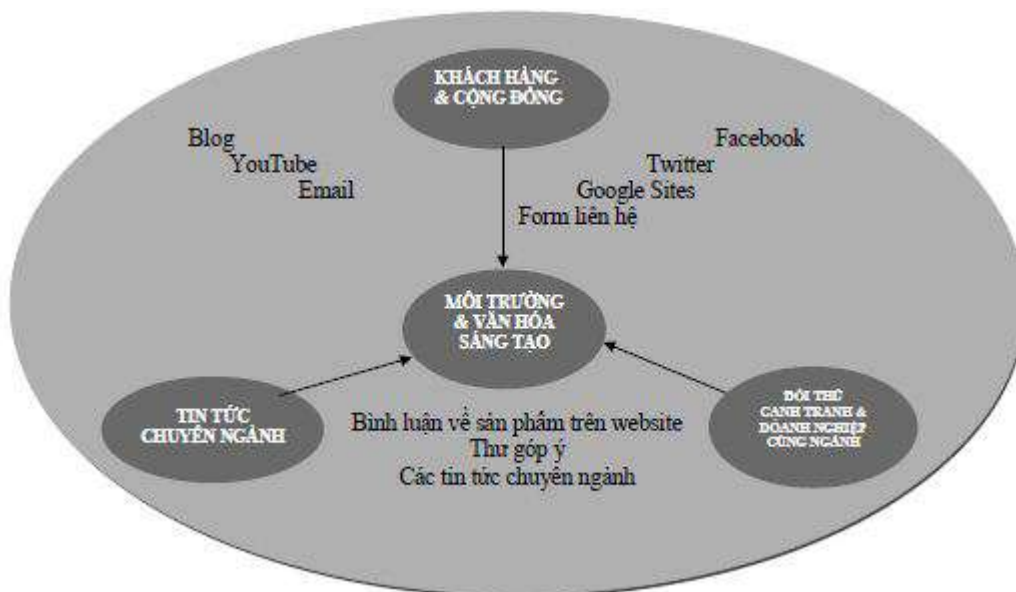 KHÁCH HÀNG
& CỘNG ĐỒNG
Blog
Facebook
YouTube
Twitter
Email
Google Sites
Form liên hệ
MÔI TRƯỜNG
& VĂN HÓA
SÁNG TẠO
TIN TỨC
CHUYÊN NGÀNH
ĐỐI THỦ
CẠNH TRANH &
DOANH NGHIỆP
CÙNG NGÀNH
Bình luận về sản phẩm trên website
Thư góp ý
Các tin tức chuyên ngành